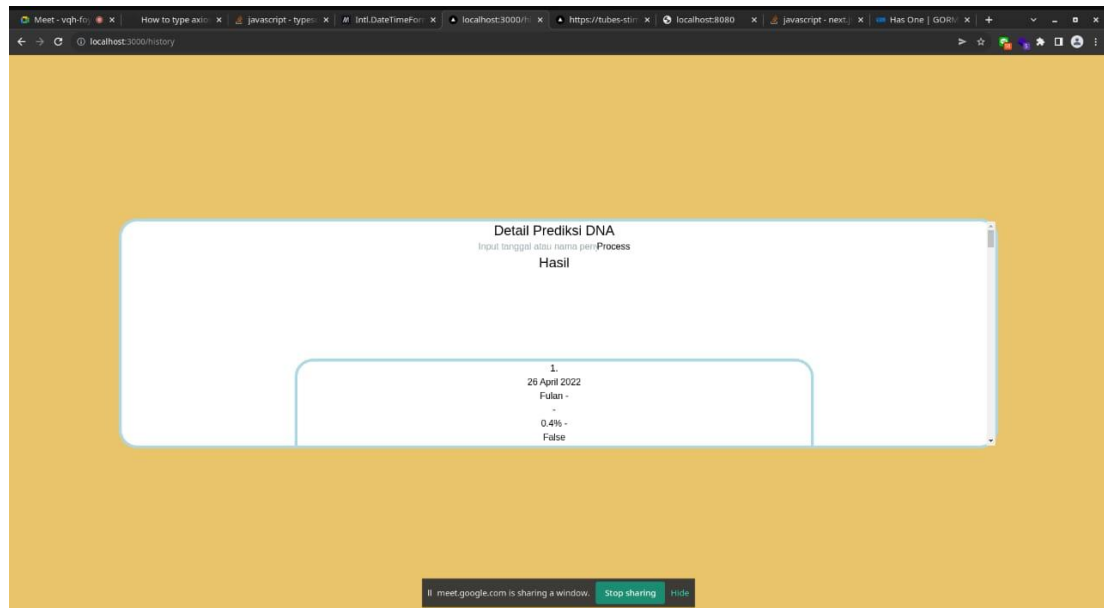 Meet - vqh-foy
How to type axio
javascript - types
Intl.DateTimeForm
localhost:3000/hi
https://tubes-stim
localhost:8080
javascript - next.j
Has One | GORM
localhost:3000/history
Detail Prediksi DNA
Input tanggal atau nama peny Process
Hasil
1.
26 April 2022
Fulan -
-
0.4% -
False
meet.google.com is sharing a window. Stop sharing Hide